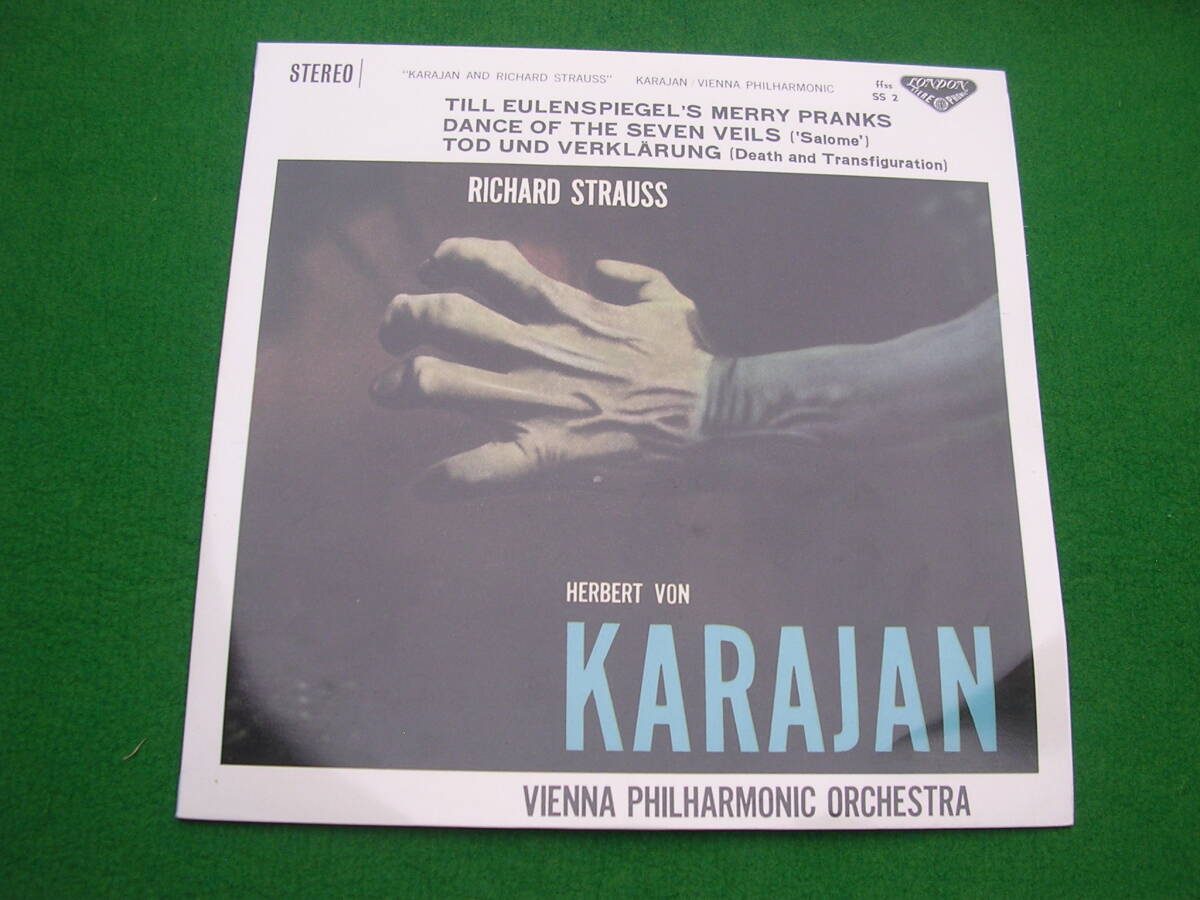 STEREO
"KARAJAN AND RICHARD STRAUSS" KARAJAN / VIENNA PHILHARMONIC
ffss
SS 2
LONDON
TILL EULENSPIEGEL'S MERRY PRANKS
DANCE OF THE SEVEN VEILS ('Salome')
TOD UND VERKLÄRUNG (Death and Transfiguration)
RICHARD STRAUSS
HERBERT VON
KARAJAN
VIENNA PHILHARMONIC ORCHESTRA